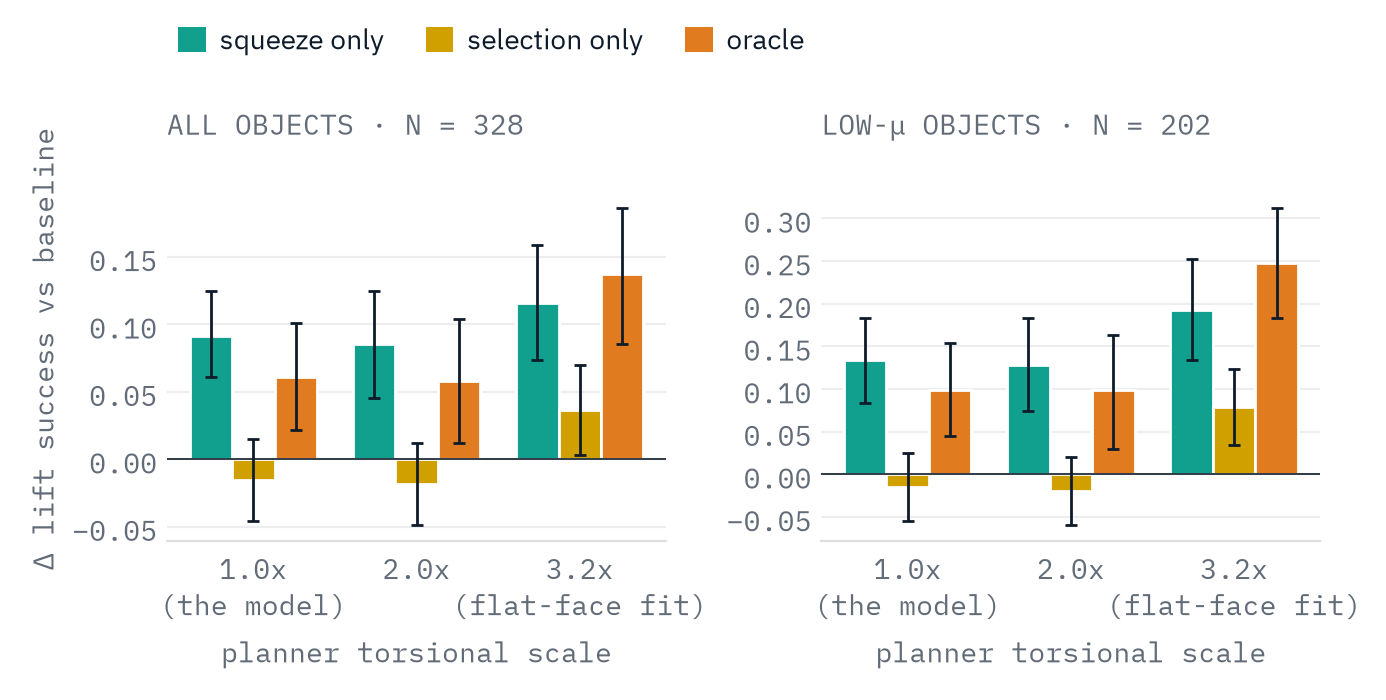 squeeze only selection only oracle
ALL OBJECTS · N = 328
Δ lift success vs baseline
0.15
0.10
0.05
0.00
−0.05
1.0x 2.0x 3.2x
(the model) (flat-face fit)
planner torsional scale
LOW-μ OBJECTS · N = 202
0.30
0.25
0.20
0.15
0.10
0.05
0.00
−0.05
1.0x 2.0x 3.2x
(the model) (flat-face fit)
planner torsional scale